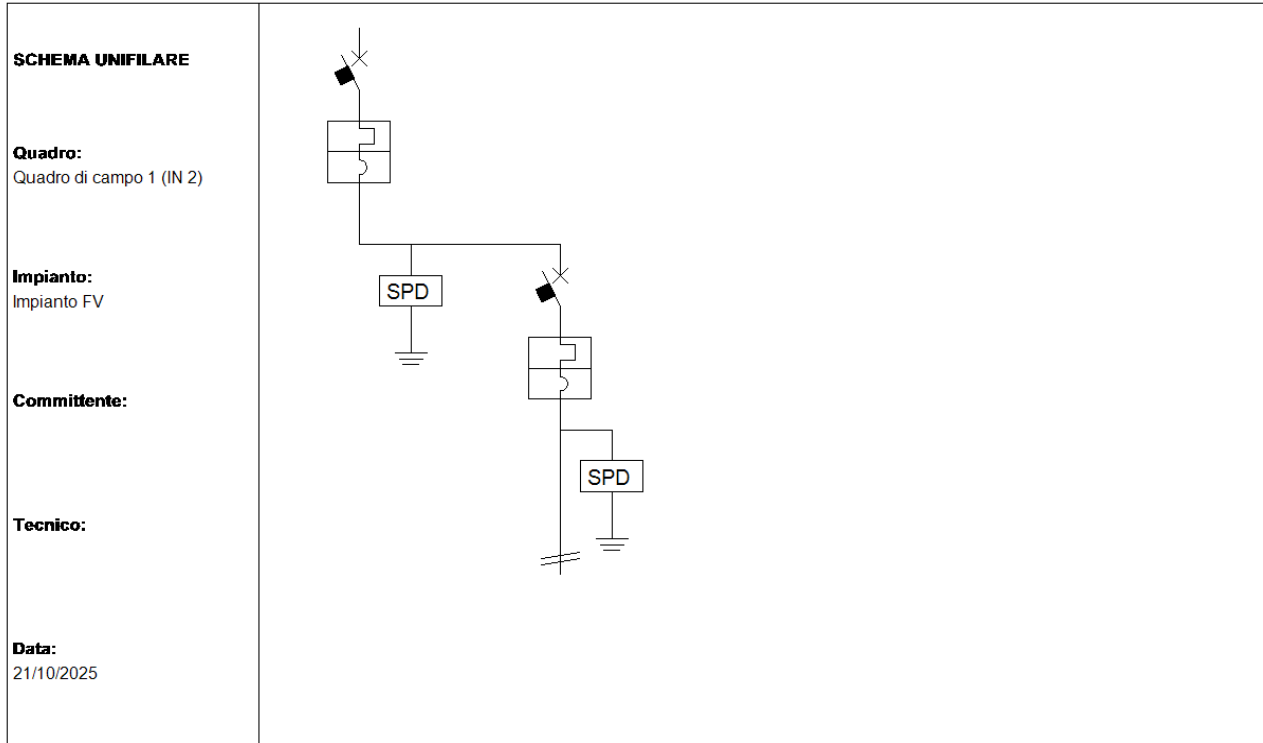 SCHEMA UNIFILARE
Quadro:
Quadro di campo 1 (IN 2)
Impianto:
Impianto FV
Committente:
Tecnico:
Data:
21/10/2025
SPD
SPD